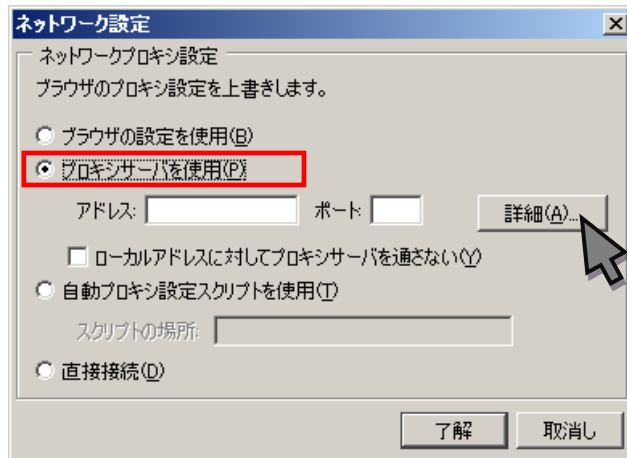 ネットワーク設定
ネットワークプロキシ設定
ブラウザのプロキシ設定を上書きします。
ブラウザの設定を使用(B)
プロキシサーバを使用(P)
アドレス: ポート: 詳細(A)...
ローカルアドレスに対してプロキシサーバを通さない(Y)
自動プロキシ設定スクリプトを使用(T)
スクリプトの場所:
直接接続(D)
了解 取消し